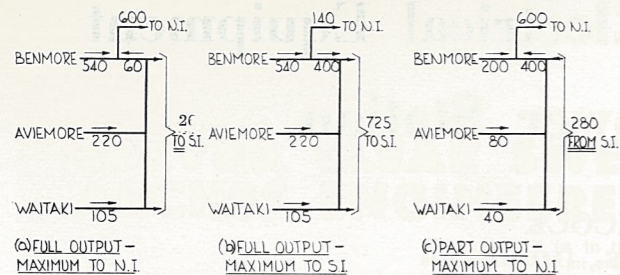 600
TO N.I.
BENMORE
540
60
AVIEMORE
220
TO S.I.
WAITAKI
105
(a) FULL OUTPUT –
MAXIMUM TO N.I.
140
TO N.I.
BENMORE
540
400
AVIEMORE
220
725
TO S.I.
WAITAKI
105
(b) FULL OUTPUT –
MAXIMUM TO S.I.
600
TO N.I.
BENMORE
200
400
AVIEMORE
80
280
FROM S.I.
WAITAKI
40
(c) PART OUTPUT –
MAXIMUM TO N.I.